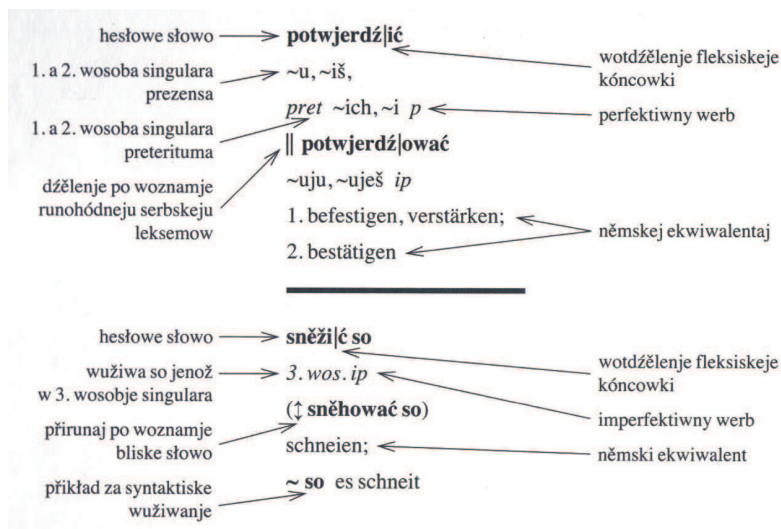 hesłowe słowo
potwjerdź|ić
wotdźělenje fleksiskeje
kóncowki
1. a 2. wosoba singulara
prezensa
~u, ~iš,
pret ~ich, ~i p
perfektiwny werb
1. a 2. wosoba singulara
preterituma
‖ potwjerdź|ować
dźělenje po woznamje
runohódneju serbskeju
leksemow
~uju, ~uješ ip
1. befestigen, verstärken;
2. bestätigen
němskej ekwiwalentaj
hesłowe słowo
sněži|ć so
wotdźělenje fleksiskeje
kóncowki
wužiwa so jenož
w 3. wosobje singulara
3. wos. ip
imperfektiwny werb
(↕ sněhować so)
přirunaj po woznamje
bliske słowo
schneien;
němski ekwiwalent
přikład za syntaktiske
wužiwanje
~ so es schneit